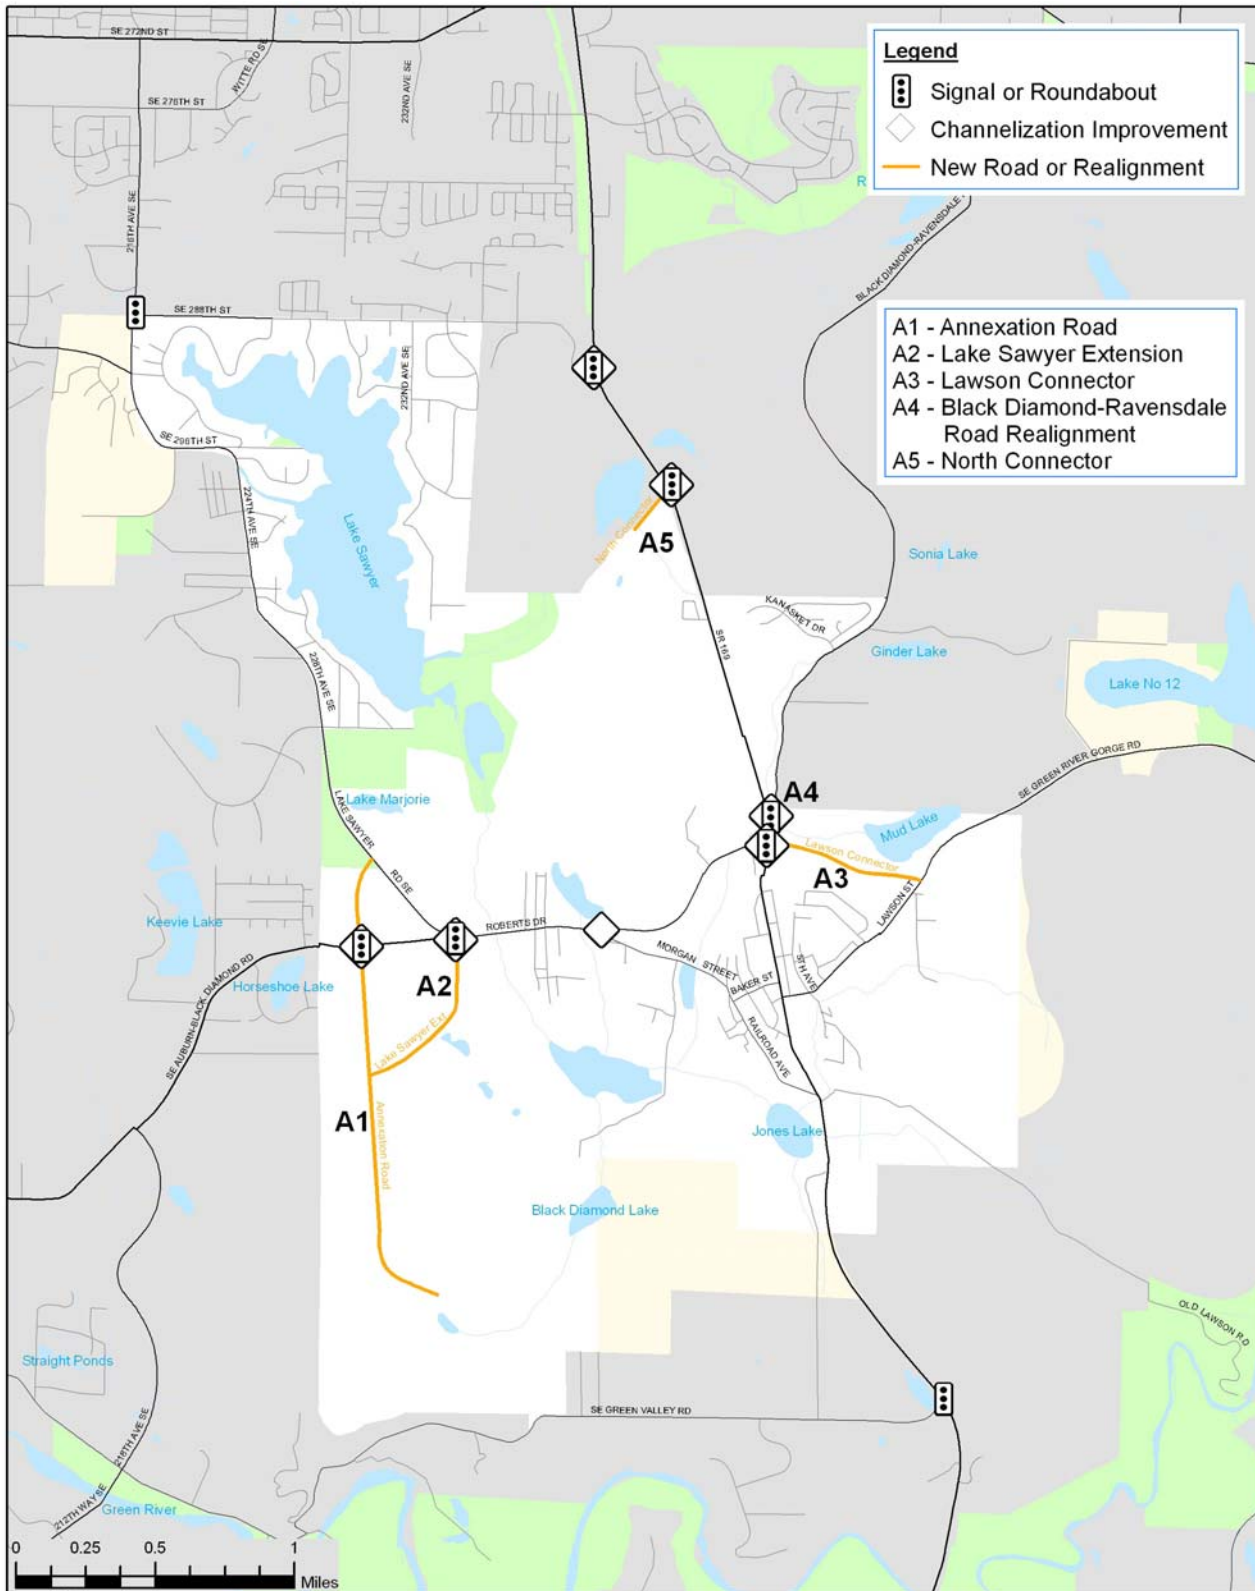 SE 272ND ST
WITTE RD SE
SE 276TH ST
232ND AVE SE
216TH AVE SE
Legend
Signal or Roundabout
Channelization Improvement
New Road or Realignment
R
BLACK DIAMOND-RAVENSDALE
SE 288TH ST
232ND AVE SE
A1 - Annexation Road
A2 - Lake Sawyer Extension
A3 - Lawson Connector
A4 - Black Diamond-Ravensdale
Road Realignment
A5 - North Connector
SE 296TH ST
224TH AVE SE
Lake Sawyer
North Connector
A5
Sonia Lake
KANASKET DR
SR 169
Ginder Lake
228TH AVE SE
Lake No 12
SE GREEN RIVER GORGE RD
LAKE SAWYER
RD SE
Lake Marjorie
A4
Mud Lake
Lawson Connector
A3
LAWSON ST
Keevie Lake
ROBERTS DR
MORGAN STREET
BAKER ST
5TH AVE
RAILROAD AVE
SE AUBURN-BLACK DIAMOND RD
Horseshoe Lake
A2
Lake Sawyer Ext
A1
Annexation Road
Jones Lake
Black Diamond Lake
OLD LAWSON RD
Straight Ponds
SE GREEN VALLEY RD
218TH AVE SE
212TH WAY SE
Green River
0 0.25 0.5 1
Miles